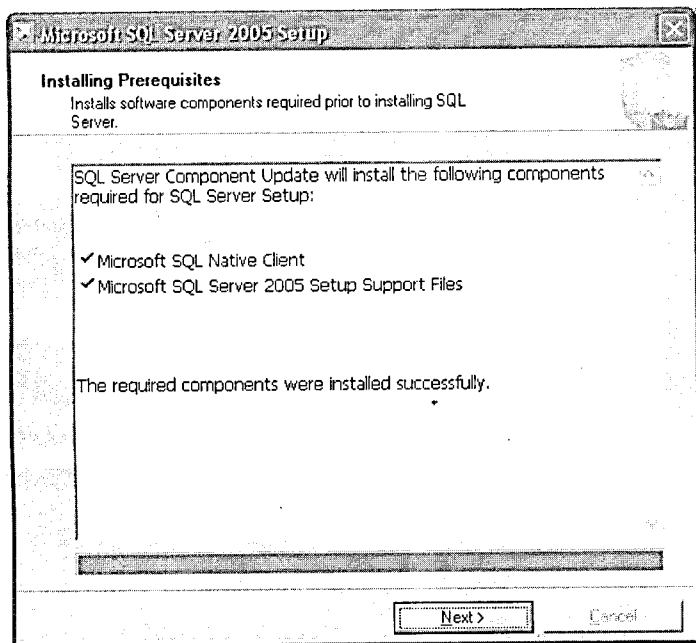 Microsoft SQL Server 2005 Setup
Installing Prerequisites
Installs software components required prior to installing SQL
Server.
SQL Server Component Update will install the following components
required for SQL Server Setup:
Microsoft SQL Native Client
Microsoft SQL Server 2005 Setup Support Files
The required components were installed successfully.
Next >
Cancel